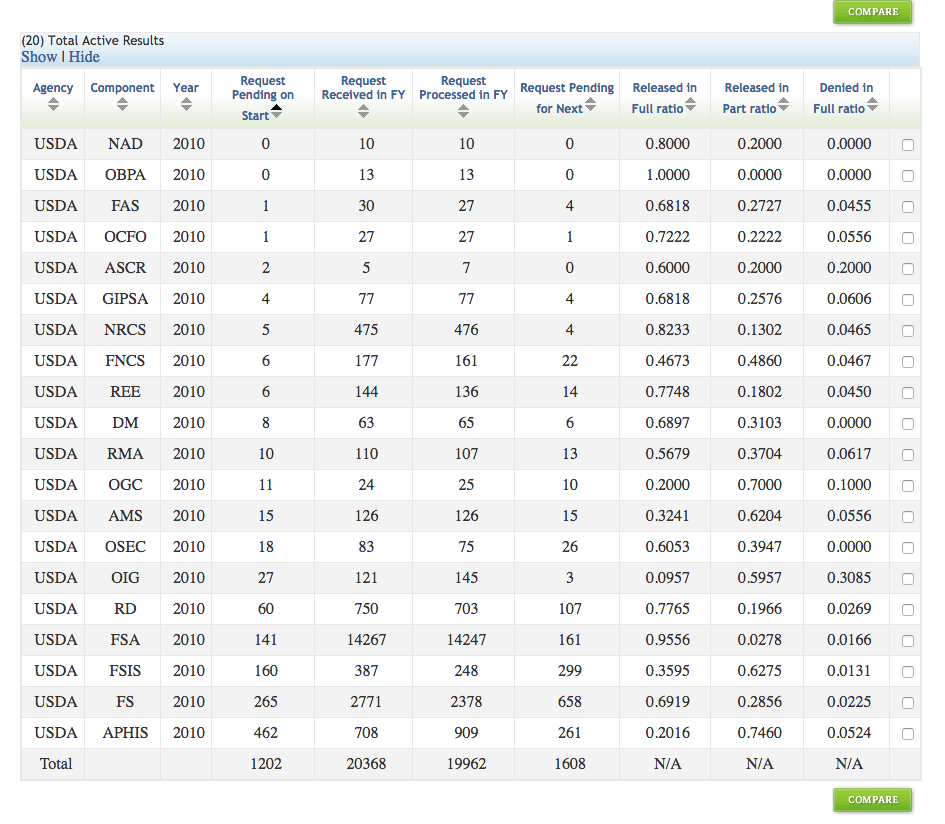 COMPARE
(20) Total Active Results
Show | Hide
Agency Component Year Request Pending on Start Request Received in FY Request Processed in FY Request Pending for Next Released in Full ratio Released in Part ratio Denied in Full ratio
USDA NAD 2010 0 10 10 0 0.8000 0.2000 0.0000
USDA OBPA 2010 0 13 13 0 1.0000 0.0000 0.0000
USDA FAS 2010 1 30 27 4 0.6818 0.2727 0.0455
USDA OCFO 2010 1 27 27 1 0.7222 0.2222 0.0556
USDA ASCR 2010 2 5 7 0 0.6000 0.2000 0.2000
USDA GIPSA 2010 4 77 77 4 0.6818 0.2576 0.0606
USDA NRCS 2010 5 475 476 4 0.8233 0.1302 0.0465
USDA FNCS 2010 6 177 161 22 0.4673 0.4860 0.0467
USDA REE 2010 6 144 136 14 0.7748 0.1802 0.0450
USDA DM 2010 8 63 65 6 0.6897 0.3103 0.0000
USDA RMA 2010 10 110 107 13 0.5679 0.3704 0.0617
USDA OGC 2010 11 24 25 10 0.2000 0.7000 0.1000
USDA AMS 2010 15 126 126 15 0.3241 0.6204 0.0556
USDA OSEC 2010 18 83 75 26 0.6053 0.3947 0.0000
USDA OIG 2010 27 121 145 3 0.0957 0.5957 0.3085
USDA RD 2010 60 750 703 107 0.7765 0.1966 0.0269
USDA FSA 2010 141 14267 14247 161 0.9556 0.0278 0.0166
USDA FSIS 2010 160 387 248 299 0.3595 0.6275 0.0131
USDA FS 2010 265 2771 2378 658 0.6919 0.2856 0.0225
USDA APHIS 2010 462 708 909 261 0.2016 0.7460 0.0524
Total 1202 20368 19962 1608 N/A N/A N/A
COMPARE